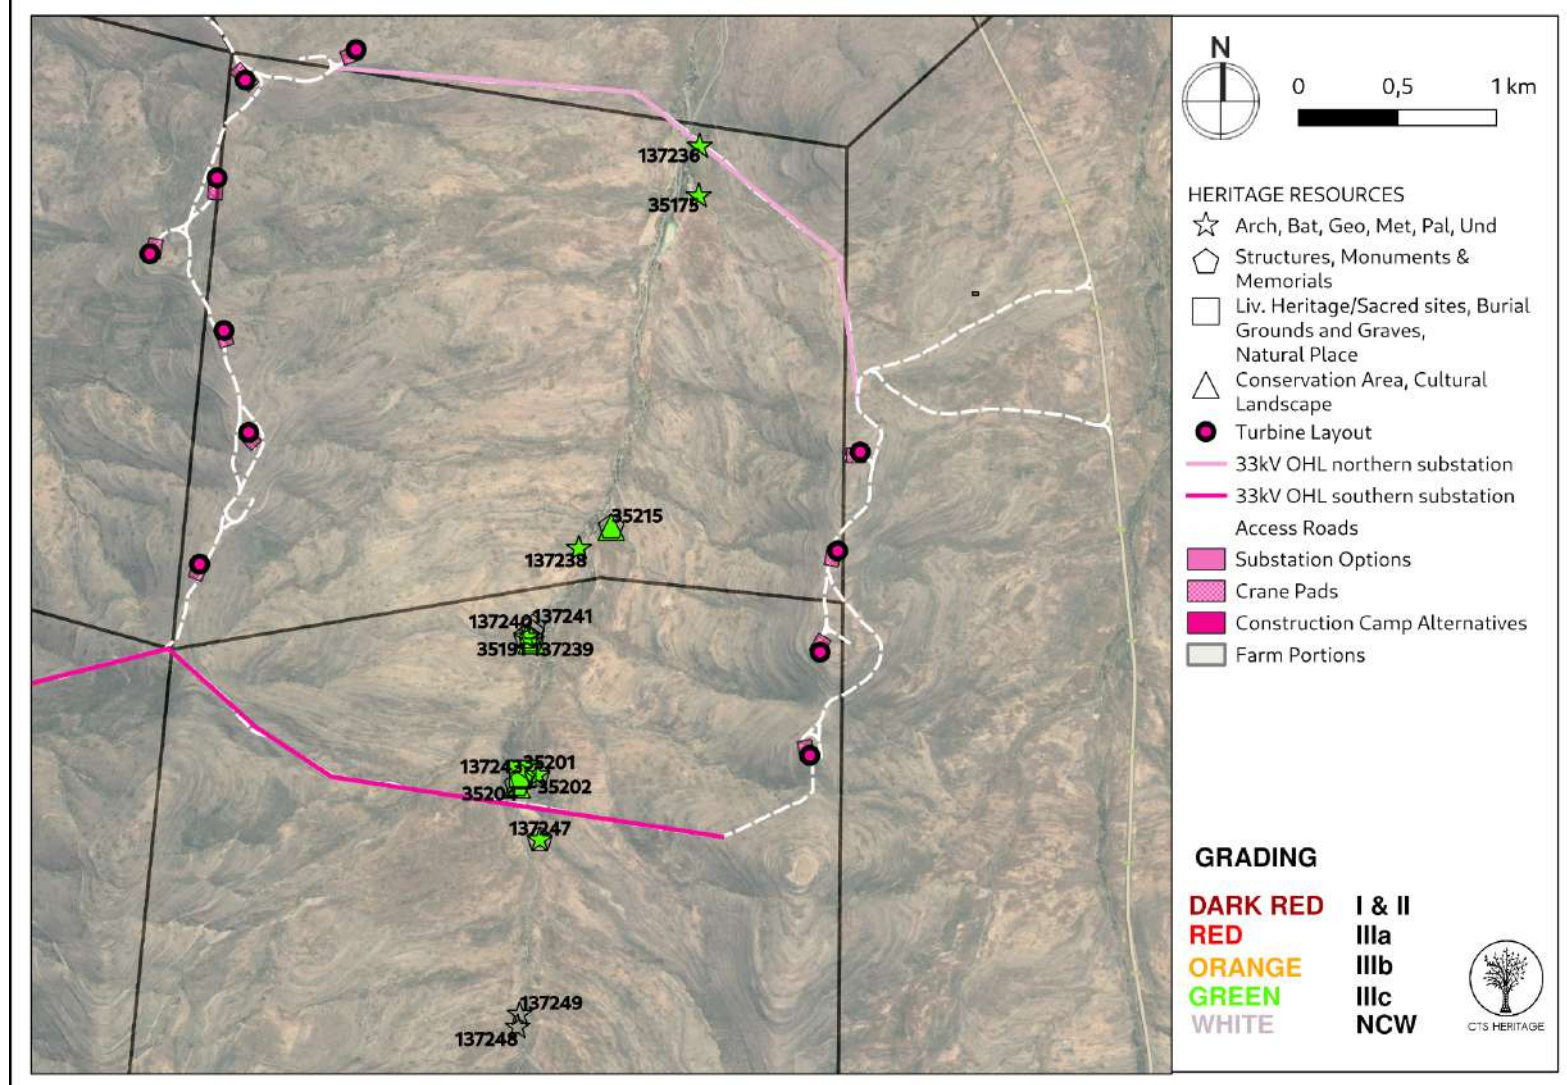 137236
35175
35215
137238
137240
137241
3519
137239
137243
35201
35204
35202
137247
137249
137248
N
0 0,5 1 km
HERITAGE RESOURCES
Arch, Bat, Geo, Met, Pal, Und
Structures, Monuments &
Memorials
Liv. Heritage/Sacred sites, Burial
Grounds and Graves,
Natural Place
Conservation Area, Cultural
Landscape
Turbine Layout
33kV OHL northern substation
33kV OHL southern substation
Access Roads
Substation Options
Crane Pads
Construction Camp Alternatives
Farm Portions
GRADING
DARK RED I & II
RED IIIa
ORANGE IIIb
GREEN IIIc
WHITE NCW
CTS HERITAGE